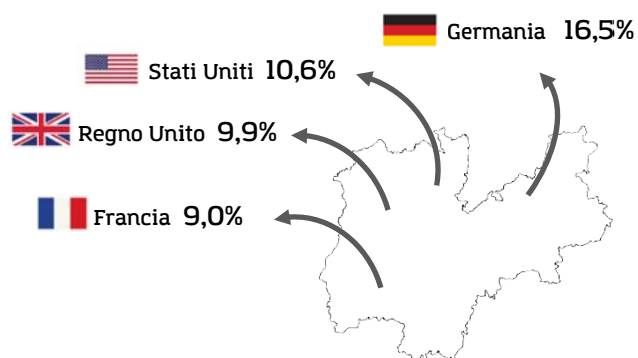 Germania 16,5%
Stati Uniti 10,6%
Regno Unito 9,9%
Francia 9,0%